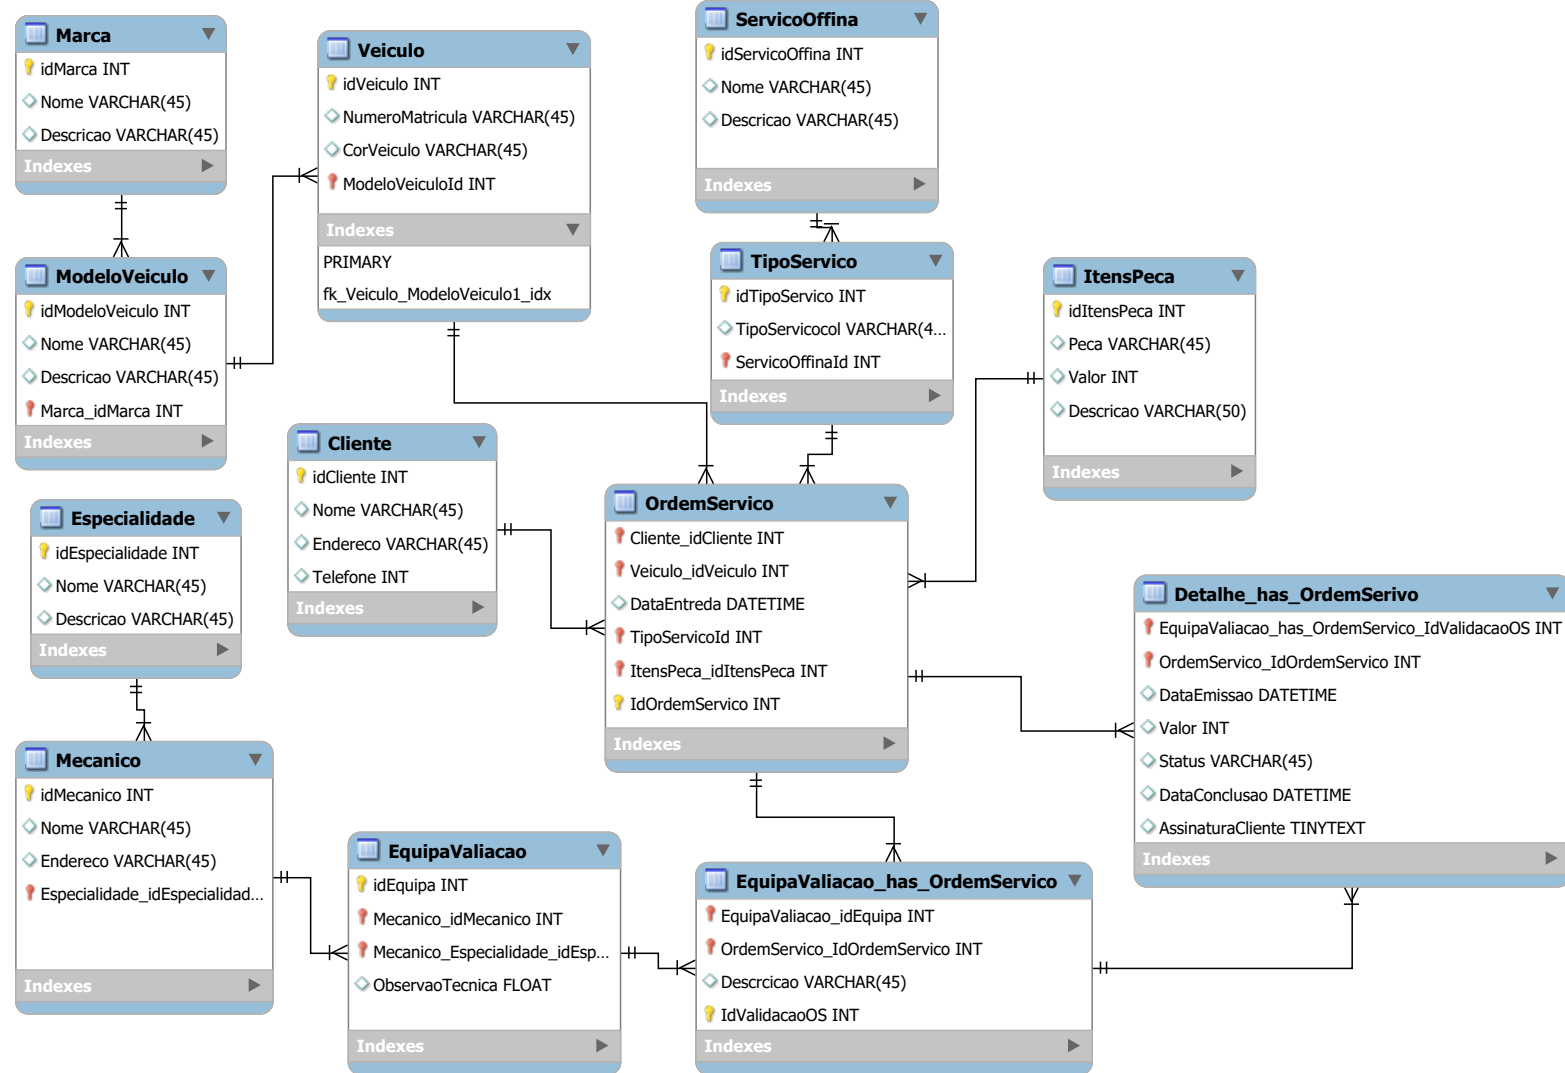 Marca
idMarca INT
Nome VARCHAR(45)
Descricao VARCHAR(45)
Indexes
Veiculo
idVeiculo INT
NumeroMatricula VARCHAR(45)
CorVeiculo VARCHAR(45)
ModeloVeiculoId INT
Indexes
PRIMARY
fk_Veiculo_ModeloVeiculo1_idx
ServicoOffina
idServicoOffina INT
Nome VARCHAR(45)
Descricao VARCHAR(45)
Indexes
ModeloVeiculo
idModeloVeiculo INT
Nome VARCHAR(45)
Descricao VARCHAR(45)
Marca_idMarca INT
Indexes
TipoServico
idTipoServico INT
TipoServicocol VARCHAR(4...
ServicoOffinaId INT
Indexes
ItensPeca
idItensPeca INT
Peca VARCHAR(45)
Valor INT
Descricao VARCHAR(50)
Indexes
Cliente
idCliente INT
Nome VARCHAR(45)
Endereco VARCHAR(45)
Telefone INT
Indexes
Especialidade
idEspecialidade INT
Nome VARCHAR(45)
Descricao VARCHAR(45)
Indexes
OrdemServico
Cliente_idCliente INT
Veiculo_idVeiculo INT
DataEntreda DATETIME
TipoServicoId INT
ItensPeca_idItensPeca INT
IdOrdemServico INT
Indexes
Detalhe_has_OrdemSerivo
EquipaValiacao_has_OrdemServico_IdValidacaoOS INT
OrdemServico_IdOrdemServico INT
DataEmissao DATETIME
Valor INT
Status VARCHAR(45)
DataConclusao DATETIME
AssinaturaCliente TINYTEXT
Indexes
Mecanico
idMecanico INT
Nome VARCHAR(45)
Endereco VARCHAR(45)
Especialidade_idEspecialidad...
Indexes
EquipaValiacao
idEquipa INT
Mecanico_idMecanico INT
Mecanico_Especialidade_idEsp...
ObservaoTecnica FLOAT
Indexes
EquipaValiacao_has_OrdemServico
EquipaValiacao_idEquipa INT
OrdemServico_IdOrdemServico INT
Descrcicao VARCHAR(45)
IdValidacaoOS INT
Indexes